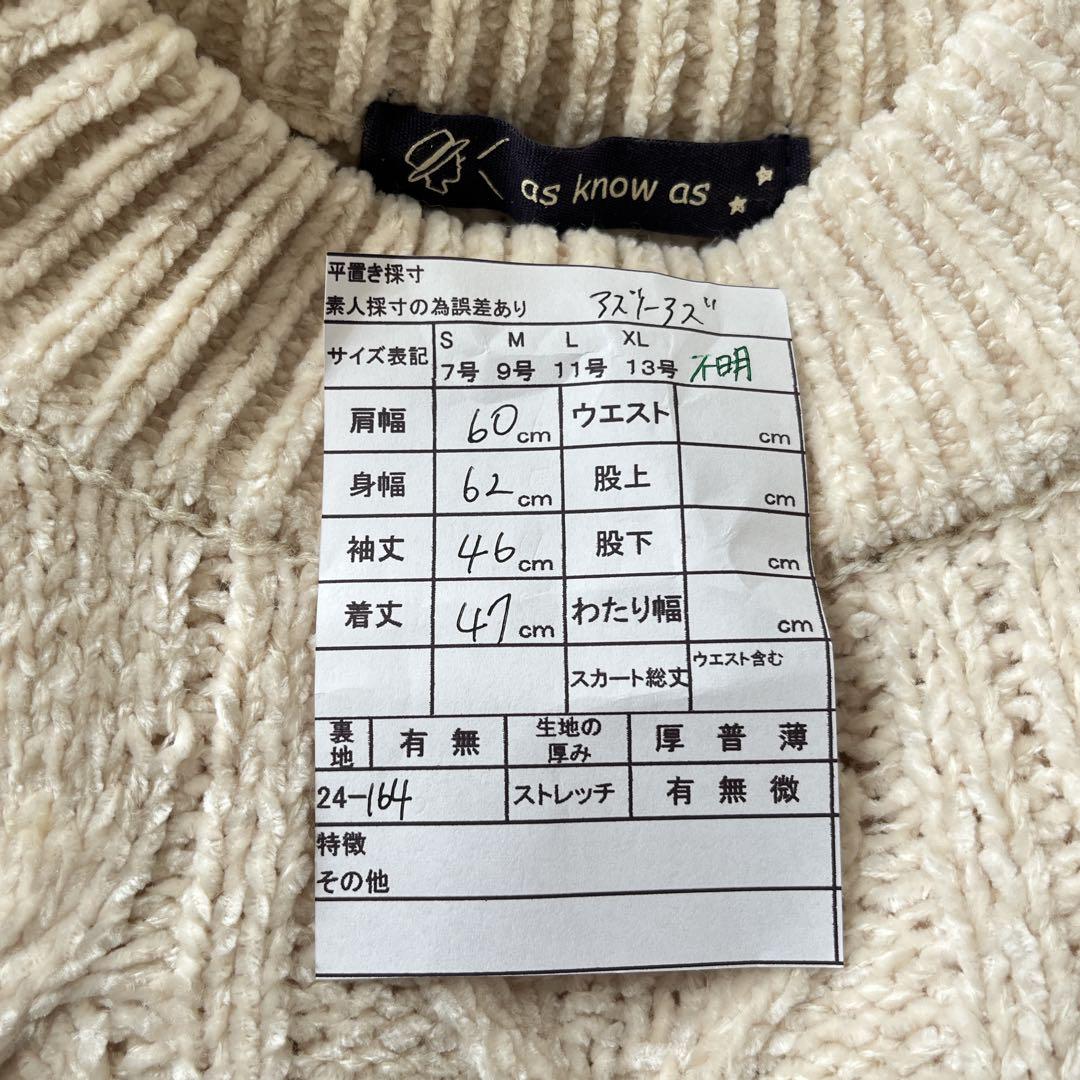 as know as
平置き採寸
素人採寸の為誤差あり アズノーアズ
サイズ表記 S M L XL
7号 9号 11号 13号 不明
肩幅 60cm ウエスト cm
身幅 62cm 股上 cm
袖丈 46cm 股下 cm
着丈 47cm わたり幅 cm
スカート総丈 ウエスト含む
裏地 有 無 生地の厚み 厚 普 薄
24-164 ストレッチ 有 無 微
特徴
その他